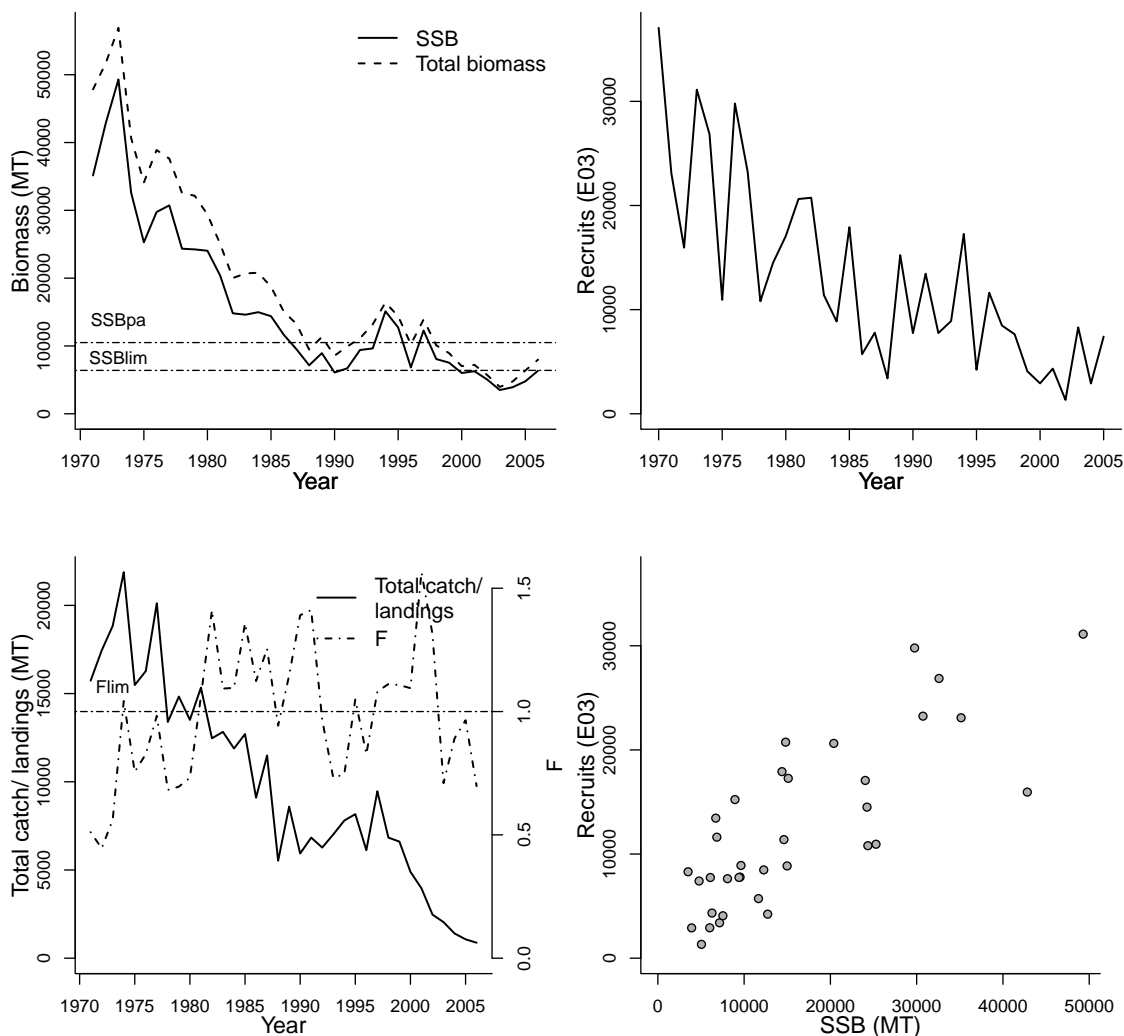 SSB
Total biomass
Biomass (MT)
50000
40000
30000
20000
10000
0
SSBpa
SSBlim
1970 1975 1980 1985 1990 1995 2000 2005
Year
Recruits (E03)
30000
20000
10000
0
1970 1975 1980 1985 1990 1995 2000 2005
Year
Total catch/
landings
F
Total catch/ landings (MT)
20000
15000
10000
5000
0
Flim
1.5
1.0
0.5
0.0
F
1970 1975 1980 1985 1990 1995 2000 2005
Year
Recruits (E03)
30000
20000
10000
0
0 10000 20000 30000 40000 50000
SSB (MT)